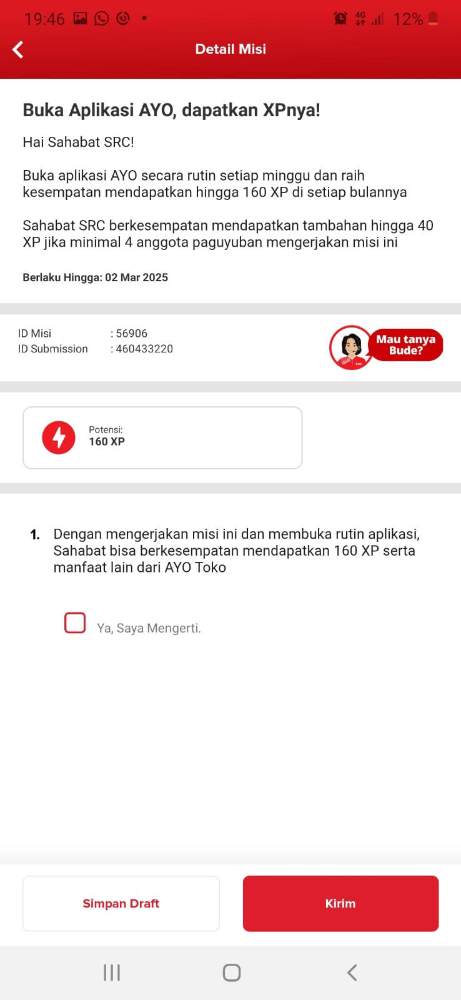 19:46
4G
12%
Detail Misi
Buka Aplikasi AYO, dapatkan XPnya!
Hai Sahabat SRC!
Buka aplikasi AYO secara rutin setiap minggu dan raih
kesempatan mendapatkan hingga 160 XP di setiap bulannya
Sahabat SRC berkesempatan mendapatkan tambahan hingga 40
XP jika minimal 4 anggota paguyuban mengerjakan misi ini
Berlaku Hingga: 02 Mar 2025
ID Misi : 56906
ID Submission : 460433220
Mau tanya
Bude?
Potensi:
160 XP
1. Dengan mengerjakan misi ini dan membuka rutin aplikasi,
Sahabat bisa berkesempatan mendapatkan 160 XP serta
manfaat lain dari AYO Toko
Ya, Saya Mengerti.
Simpan Draft
Kirim